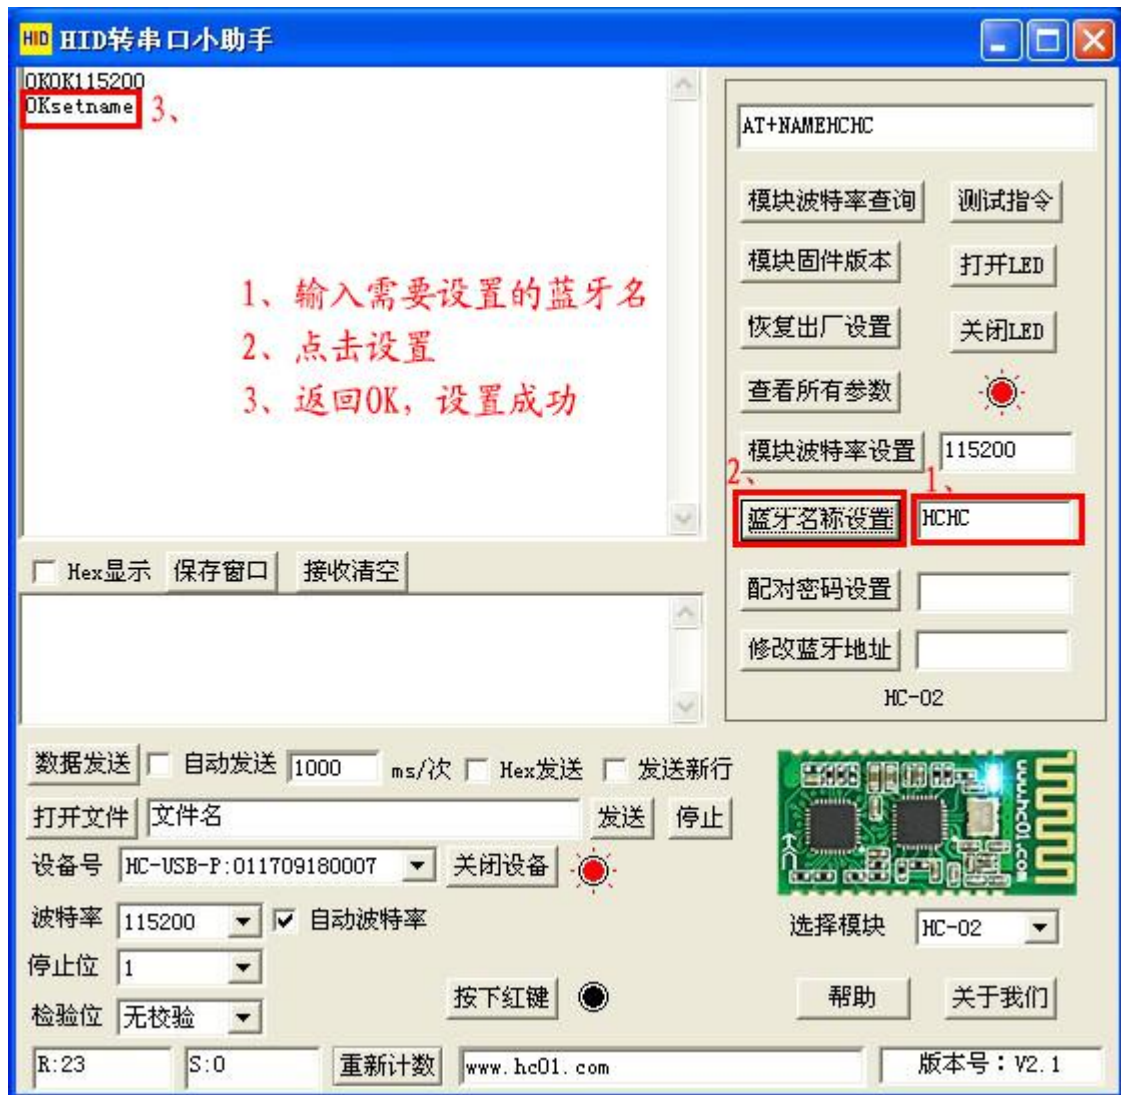 HID HID转串口小助手
OKOK115200
OKsetname 3、
1、输入需要设置的蓝牙名
2、点击设置
3、返回OK，设置成功
AT+NAMEHCHC
模块波特率查询 测试指令
模块固件版本 打开LED
恢复出厂设置 关闭LED
查看所有参数
模块波特率设置 115200
2、 1、
蓝牙名称设置 HCHC
配对密码设置
修改蓝牙地址
HC-02
Hex显示 保存窗口 接收清空
数据发送 自动发送 1000 ms/次 Hex发送 发送新行
打开文件 文件名 发送 停止
设备号 HC-USB-P:011709180007 关闭设备
波特率 115200 自动波特率
停止位 1
检验位 无校验
按下红键
www.hc01.com
选择模块 HC-02
帮助 关于我们
R:23 S:0 重新计数 www.hc01.com 版本号：V2.1